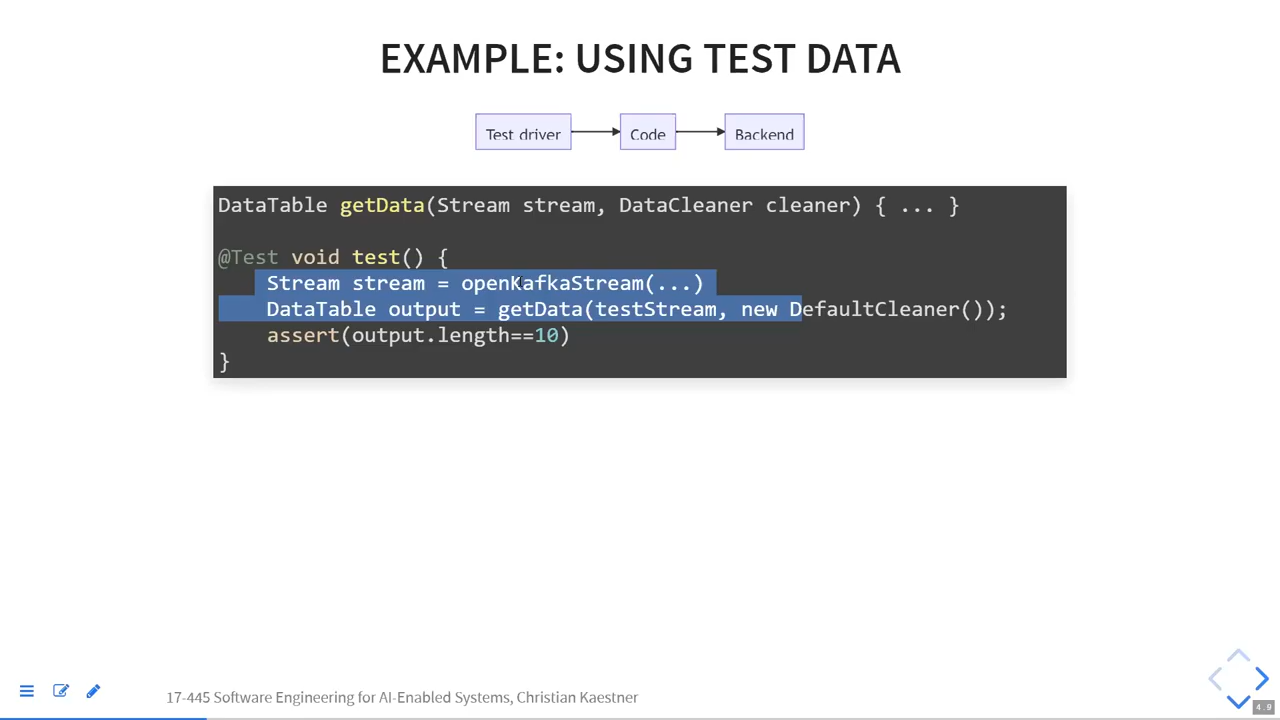 EXAMPLE: USING TEST DATA
Test driver Code Backend
DataTable getData(Stream stream, DataCleaner cleaner) { ... }
@Test void test() {
Stream stream = openKafkaStream(...)
DataTable output = getData(testStream, new DefaultCleaner());
assert(output.length==10)
}
17-445 Software Engineering for AI-Enabled Systems, Christian Kaestner
4.9